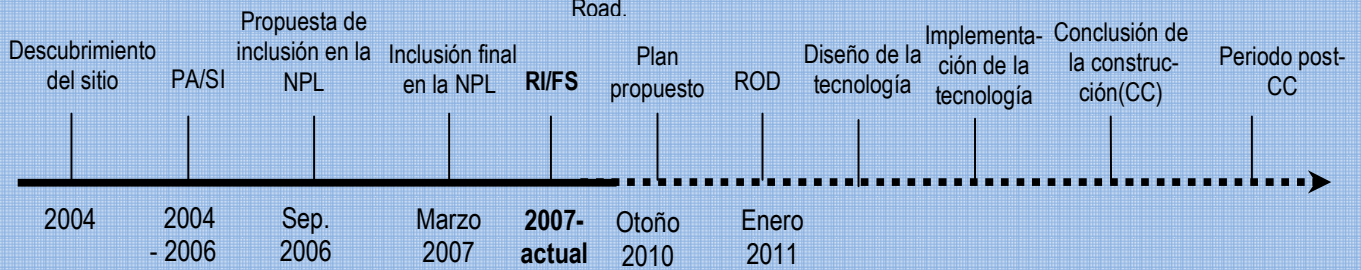 Road.
Descubrimiento
del sitio
PA/SI
Propuesta de
inclusión en la
NPL
Inclusión final
en la NPL
RI/FS
Plan
propuesto
ROD
Diseño de la
tecnología
Implementa-
ción de la
tecnología
Conclusión de
la construc-
ción(CC)
Periodo post-
CC
2004
2004
- 2006
Sep.
2006
Marzo
2007
2007-
actual
Otoño
2010
Enero
2011